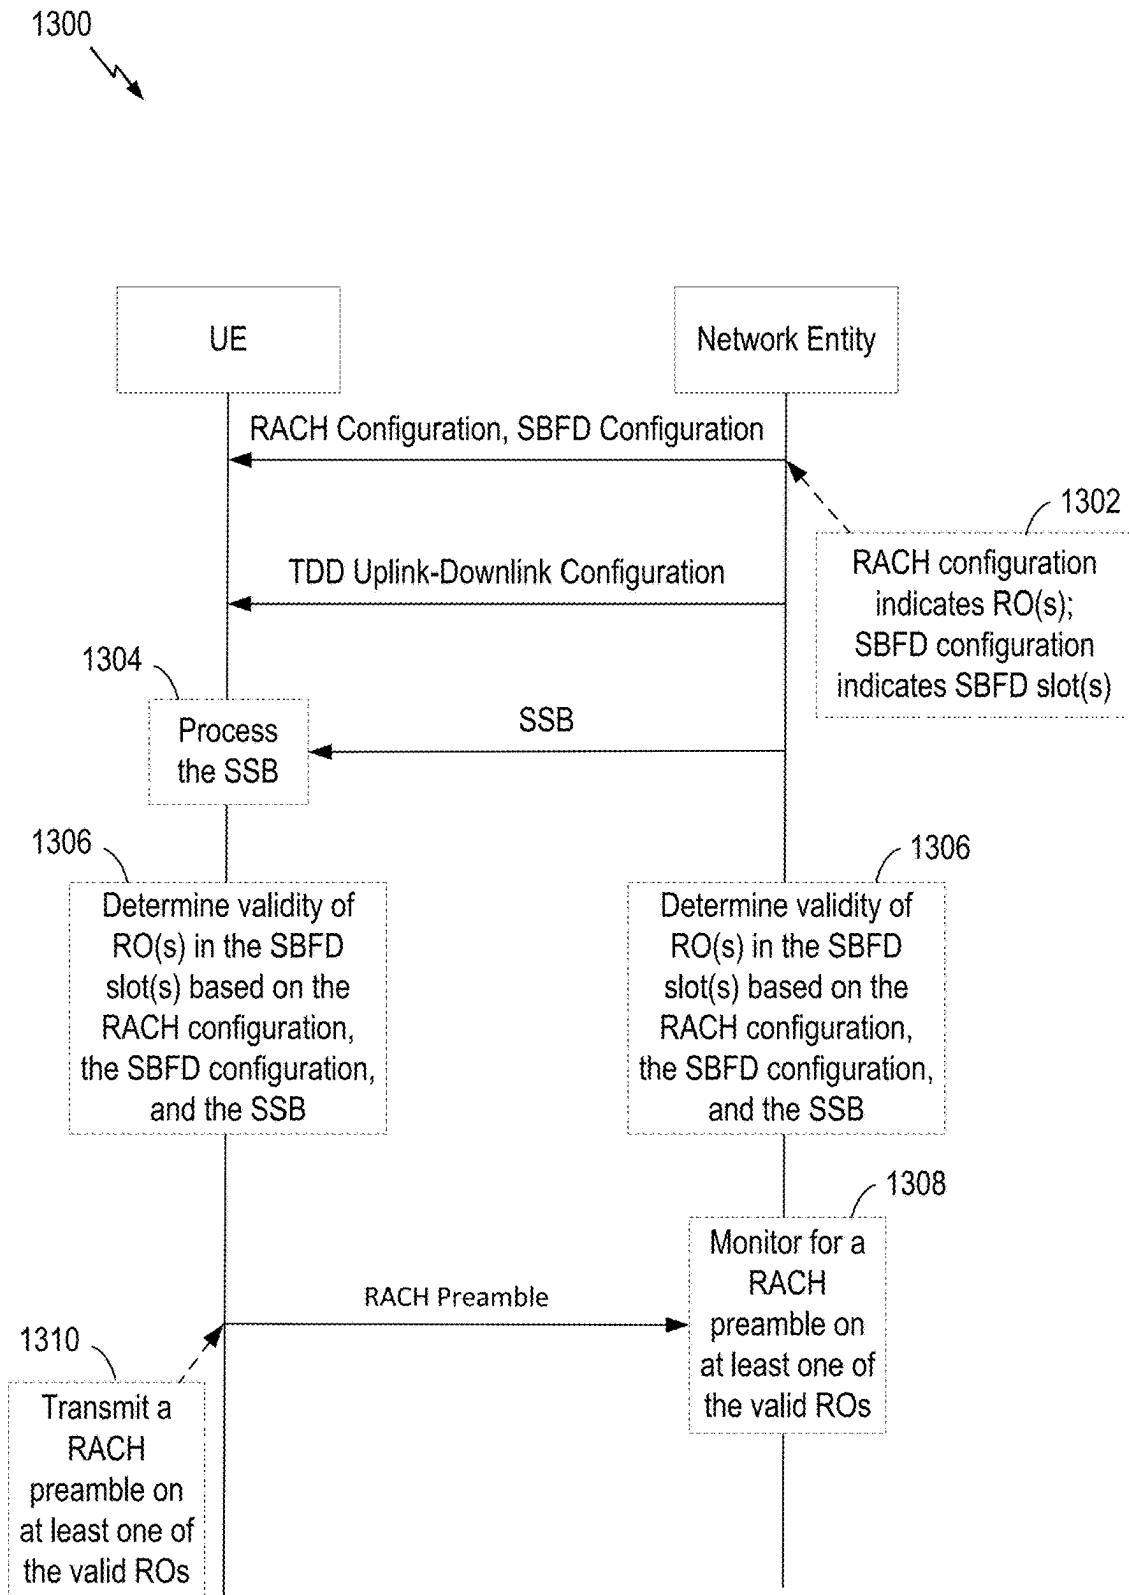 1300
UE
Network Entity
RACH Configuration, SBFD Configuration
1302
RACH configuration
indicates RO(s);
SBFD configuration
indicates SBFD slot(s)
TDD Uplink-Downlink Configuration
1304
Process
the SSB
SSB
1306
Determine validity of
RO(s) in the SBFD
slot(s) based on the
RACH configuration,
the SBFD configuration,
and the SSB
1306
Determine validity of
RO(s) in the SBFD
slot(s) based on the
RACH configuration,
the SBFD configuration,
and the SSB
1308
Monitor for a
RACH
preamble on
at least one of
the valid ROs
RACH Preamble
1310
Transmit a
RACH
preamble on
at least one of
the valid ROs